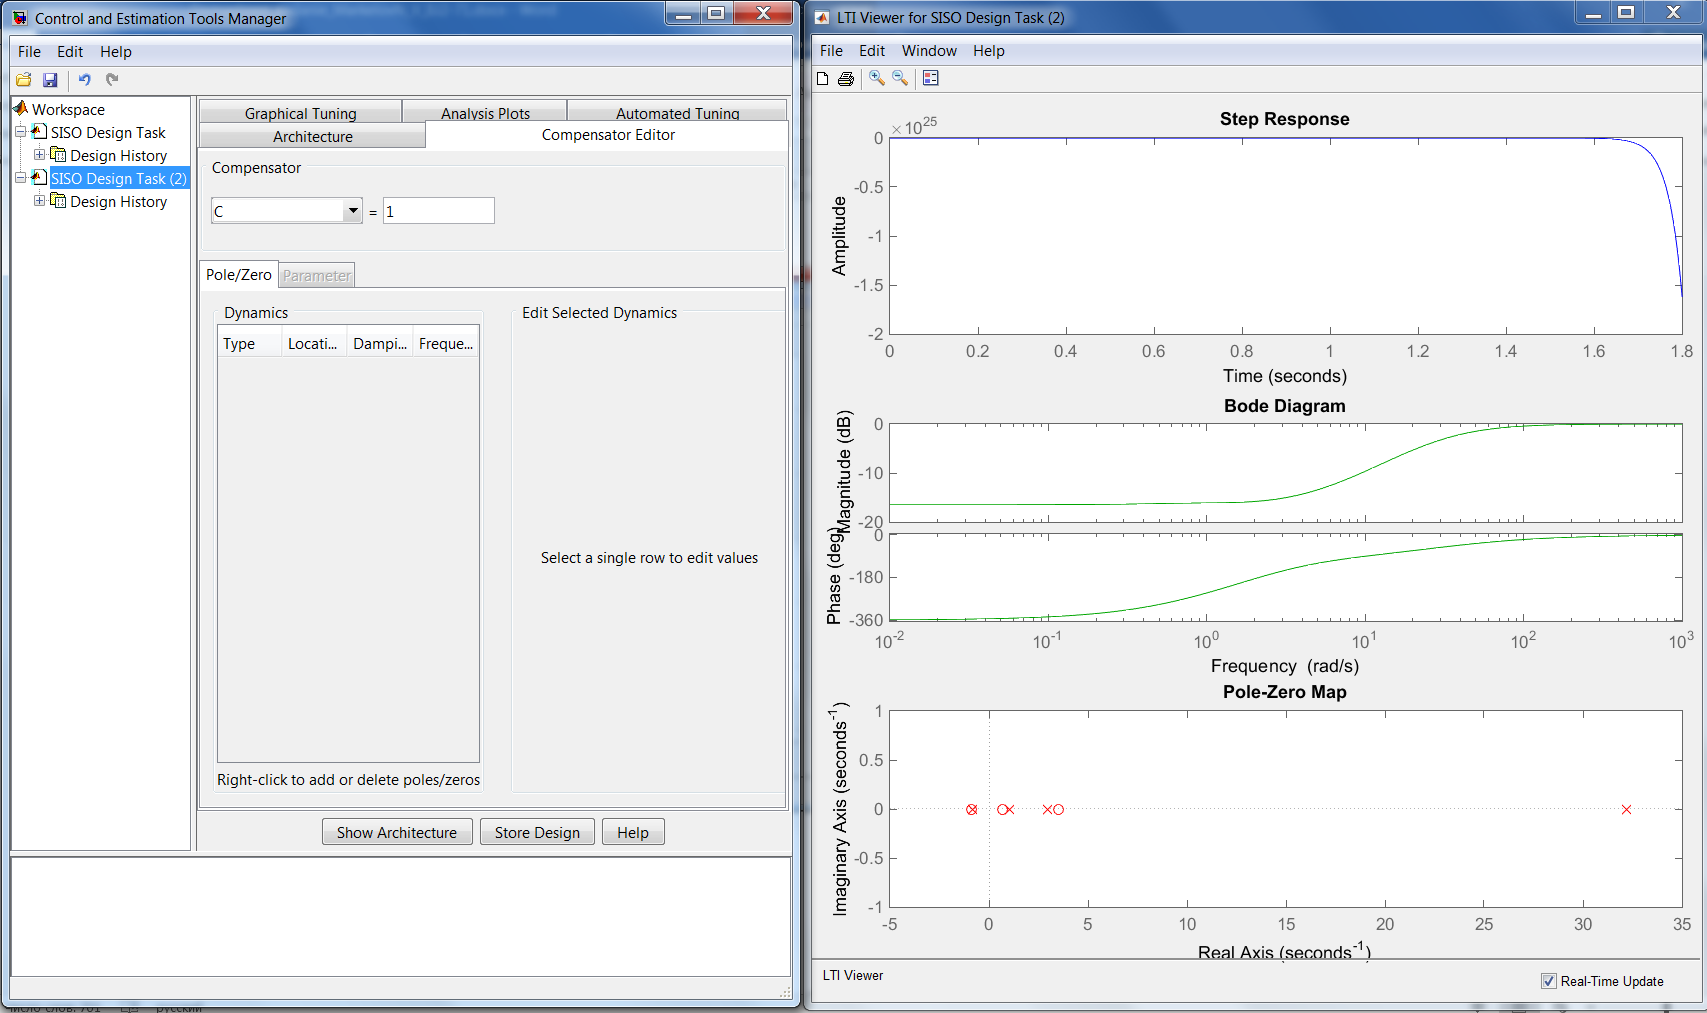 Control and Estimation Tools Manager
File Edit Help
Workspace
SISO Design Task
Design History
SISO Design Task (2)
Design History
Graphical Tuning Analysis Plots Automated Tuning
Architecture Compensator Editor
Compensator
C = 1
Pole/Zero Parameter
Dynamics
Type Locati... Dampi... Freque...
Right-click to add or delete poles/zeros
Edit Selected Dynamics
Select a single row to edit values
Show Architecture Store Design Help
LTI Viewer for SISO Design Task (2)
File Edit Window Help
Step Response
×10^25
0
-0.5
-1
-1.5
-2
Amplitude
0 0.2 0.4 0.6 0.8 1 1.2 1.4 1.6 1.8
Time (seconds)
Bode Diagram
0
-10
-20
Magnitude (dB)
0
-180
-360
Phase (deg)
10^-2 10^-1 10^0 10^1 10^2 10^3
Frequency (rad/s)
Pole-Zero Map
1
0.5
0
-0.5
-1
Imaginary Axis (seconds^-1)
-5 0 5 10 15 20 25 30 35
Real Axis (seconds^-1)
LTI Viewer
Real-Time Update